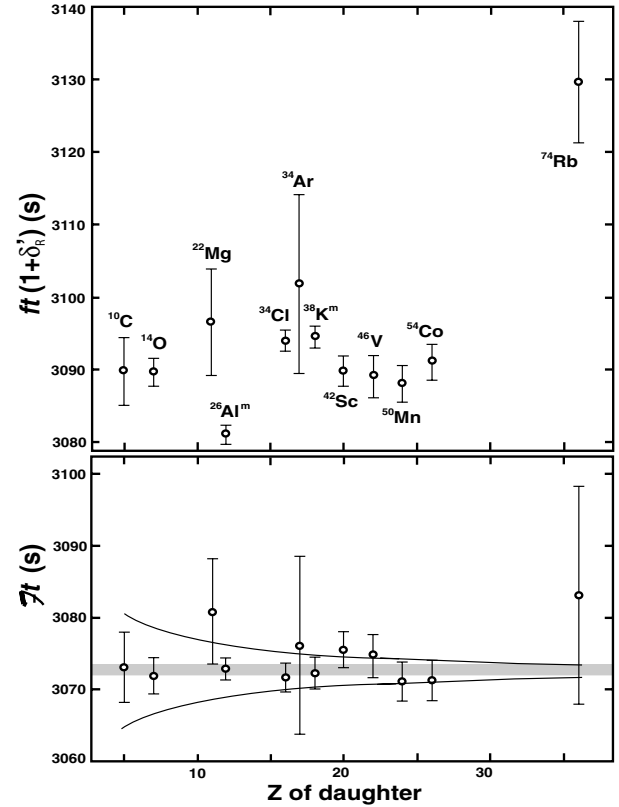 3140
3130
3120
3110
3100
3090
3080
ft (1+δ'R) (s)
10C
14O
22Mg
26Alm
34Cl
34Ar
38Km
42Sc
46V
50Mn
54Co
74Rb
3100
3090
3080
3070
3060
ℱt (s)
10
20
30
Z of daughter